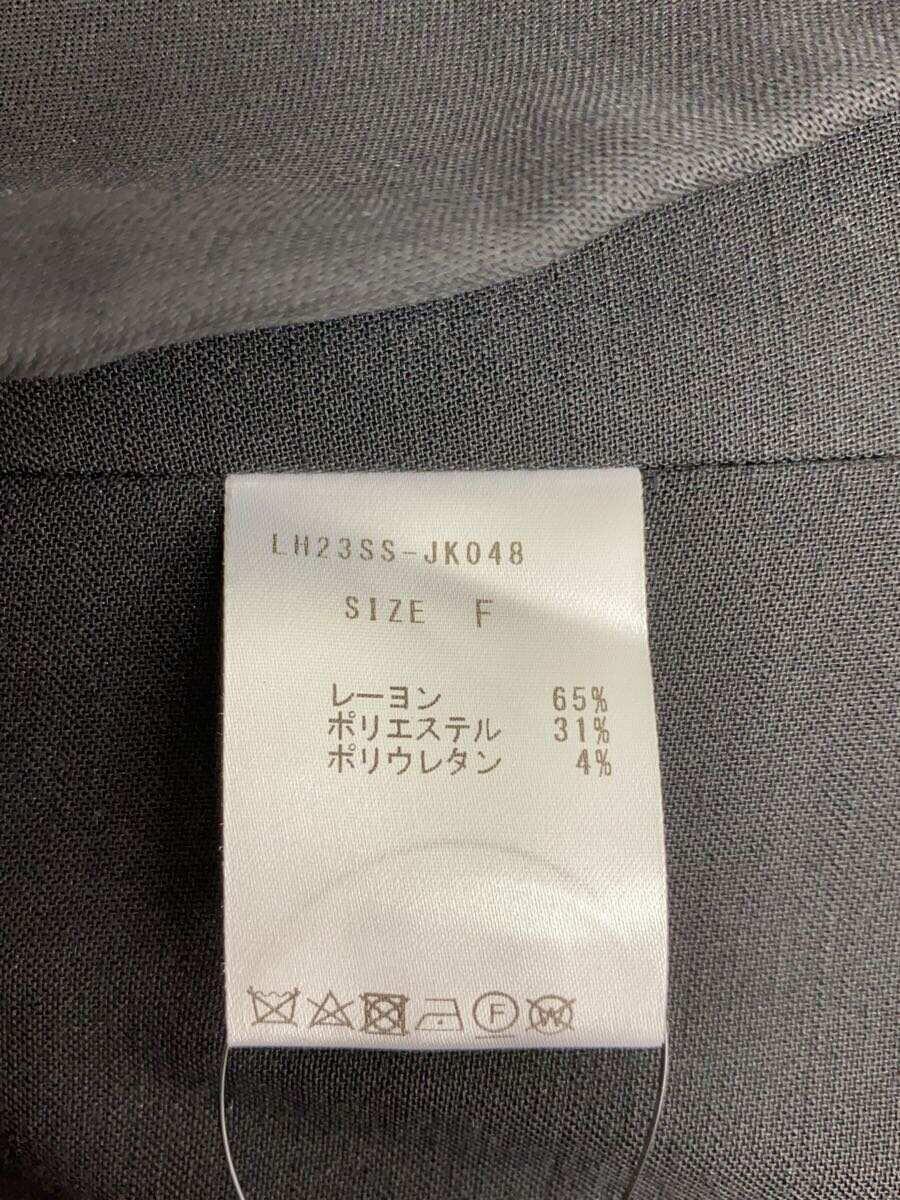 LH23SS-JK048
SIZE F
レーヨン 65%
ポリエステル 31%
ポリウレタン 4%
F W